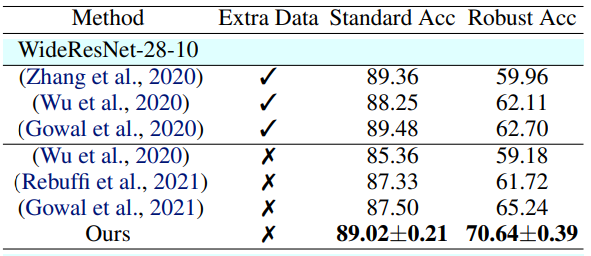 Method Extra Data Standard Acc Robust Acc
WideResNet-28-10
(Zhang et al., 2020) ✓ 89.36 59.96
(Wu et al., 2020) ✓ 88.25 62.11
(Gowal et al., 2020) ✓ 89.48 62.70
(Wu et al., 2020) ✗ 85.36 59.18
(Rebuffi et al., 2021) ✗ 87.33 61.72
(Gowal et al., 2021) ✗ 87.50 65.24
Ours ✗ 89.02±0.21 70.64±0.39